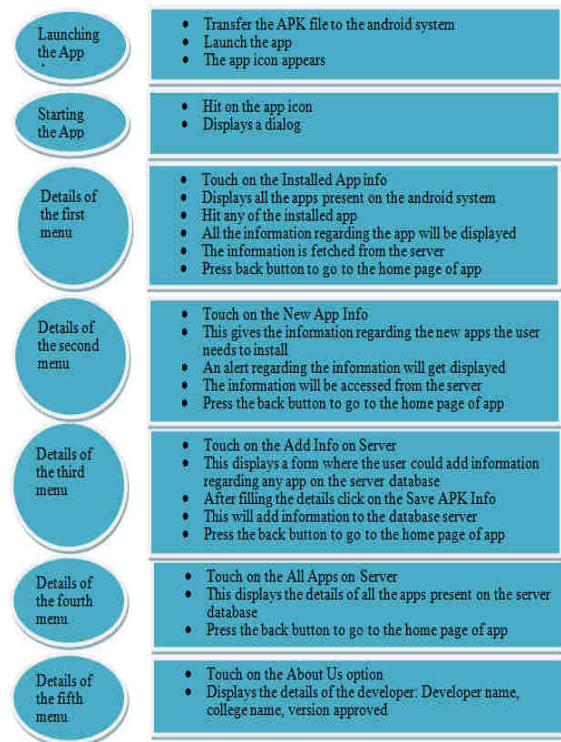 Launching
the App
• Transfer the APK file to the android system
• Launch the app
• The app icon appears
Starting
the App
• Hit on the app icon
• Displays a dialog
Details of
the first
menu
• Touch on the Installed App info
• Displays all the apps present on the android system
• Hit any of the installed app
• All the information regarding the app will be displayed
• The information is fetched from the server
• Press back button to go to the home page of app
Details of
the second
menu
• Touch on the New App Info
• This gives the information regarding the new apps the user
needs to install
• An alert regarding the information will get displayed
• The information will be accessed from the server
• Press the back button to go to the home page of app
Details of
the third
menu
• Touch on the Add Info on Server
• This displays a form where the user could add information
regarding any app on the server database
• After filling the details click on the Save APK Info
• This will add information to the database server
• Press the back button to go to the home page of app
Details of
the fourth
menu
• Touch on the All Apps on Server
• This displays the details of all the apps present on the server
database
• Press the back button to go to the home page of app
Details of
the fifth
menu
• Touch on the About Us option
• Displays the details of the developer: Developer name,
college name, version approved